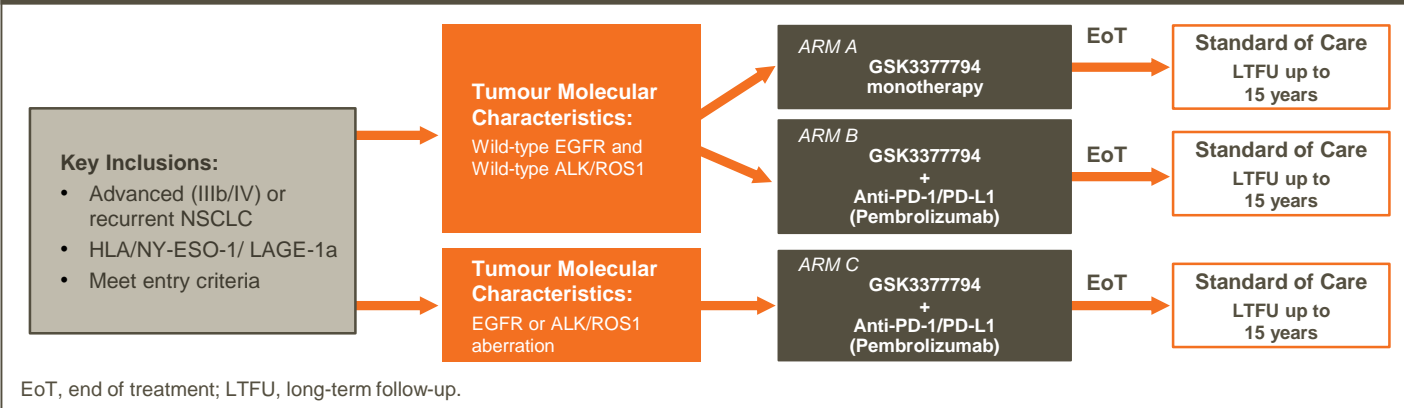 Key Inclusions:
• Advanced (IIIb/IV) or
recurrent NSCLC
• HLA/NY-ESO-1/ LAGE-1a
• Meet entry criteria
Tumour Molecular
Characteristics:
Wild-type EGFR and
Wild-type ALK/ROS1
ARM A
GSK3377794
monotherapy
EoT
Standard of Care
LTFU up to
15 years
ARM B
GSK3377794
+
Anti-PD-1/PD-L1
(Pembrolizumab)
EoT
Standard of Care
LTFU up to
15 years
Tumour Molecular
Characteristics:
EGFR or ALK/ROS1
aberration
ARM C
GSK3377794
+
Anti-PD-1/PD-L1
(Pembrolizumab)
EoT
Standard of Care
LTFU up to
15 years
EoT, end of treatment; LTFU, long-term follow-up.